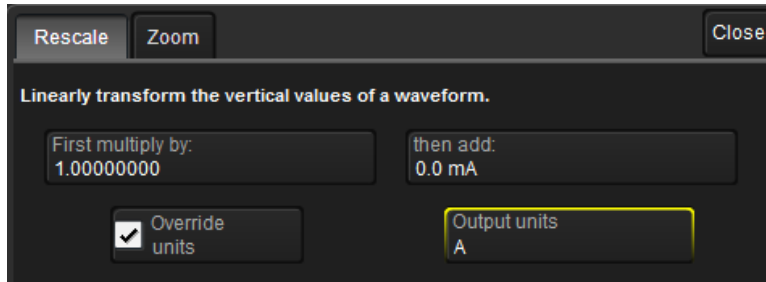 Rescale Zoom Close
Linearly transform the vertical values of a waveform.
First multiply by: then add:
1.00000000 0.0 mA
Override Output units
units A